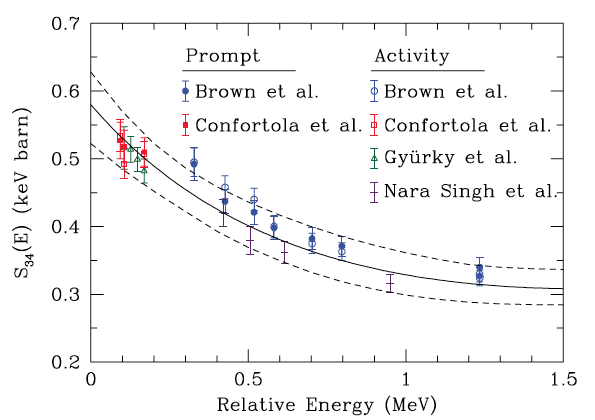 0.7
0.6
0.5
0.4
0.3
0.2
S34(E) (keV barn)
Prompt
Brown et al.
Confortola et al.
Activity
Brown et al.
Confortola et al.
Gyürky et al.
Nara Singh et al.
0 0.5 1 1.5
Relative Energy (MeV)